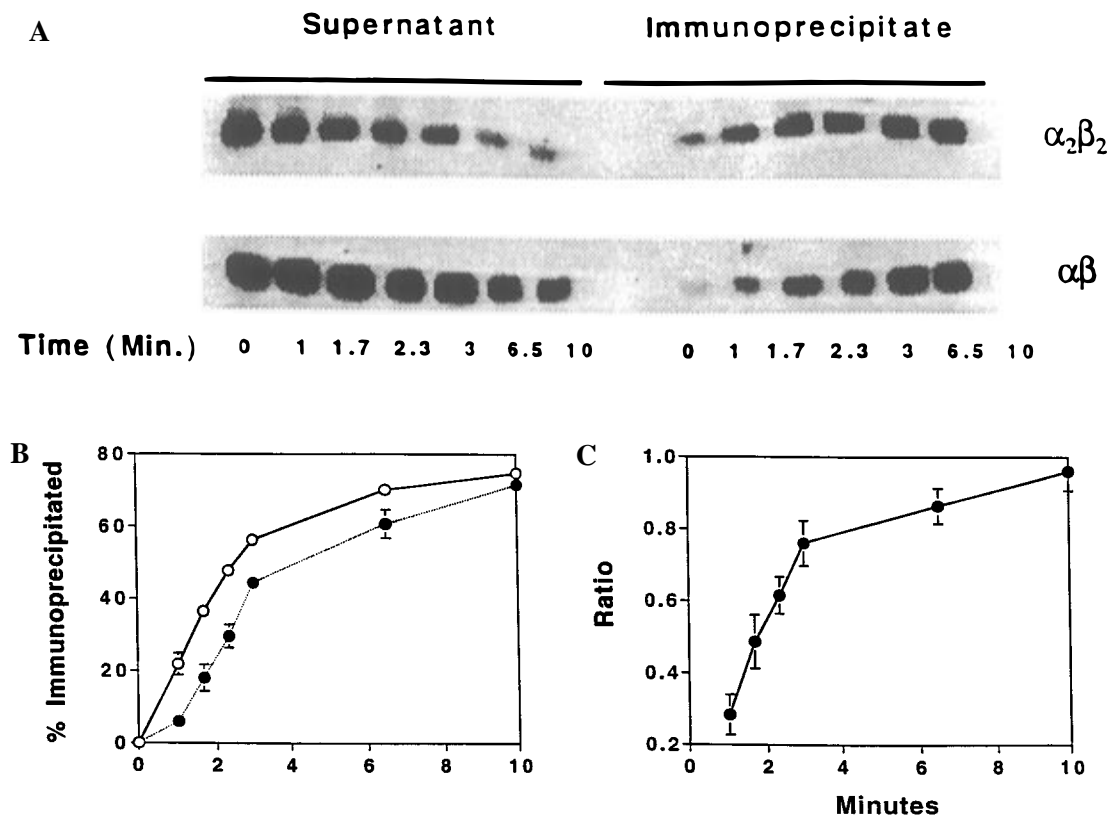 A
Supernatant Immunoprecipitate
α₂β₂
αβ
Time (Min.) 0 1 1.7 2.3 3 6.5 10 0 1 1.7 2.3 3 6.5 10
B
% Immunoprecipitated
80
60
40
20
0
0 2 4 6 8 10
C
Ratio
1.0
0.8
0.6
0.4
0.2
0 2 4 6 8 10
Minutes